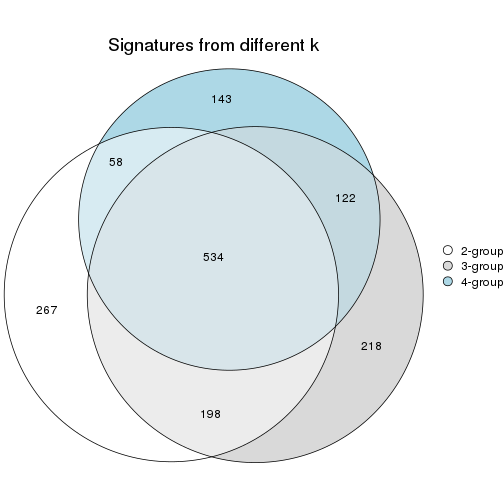 Signatures from different k
143
58
122
534
267
218
198
2-group
3-group
4-group